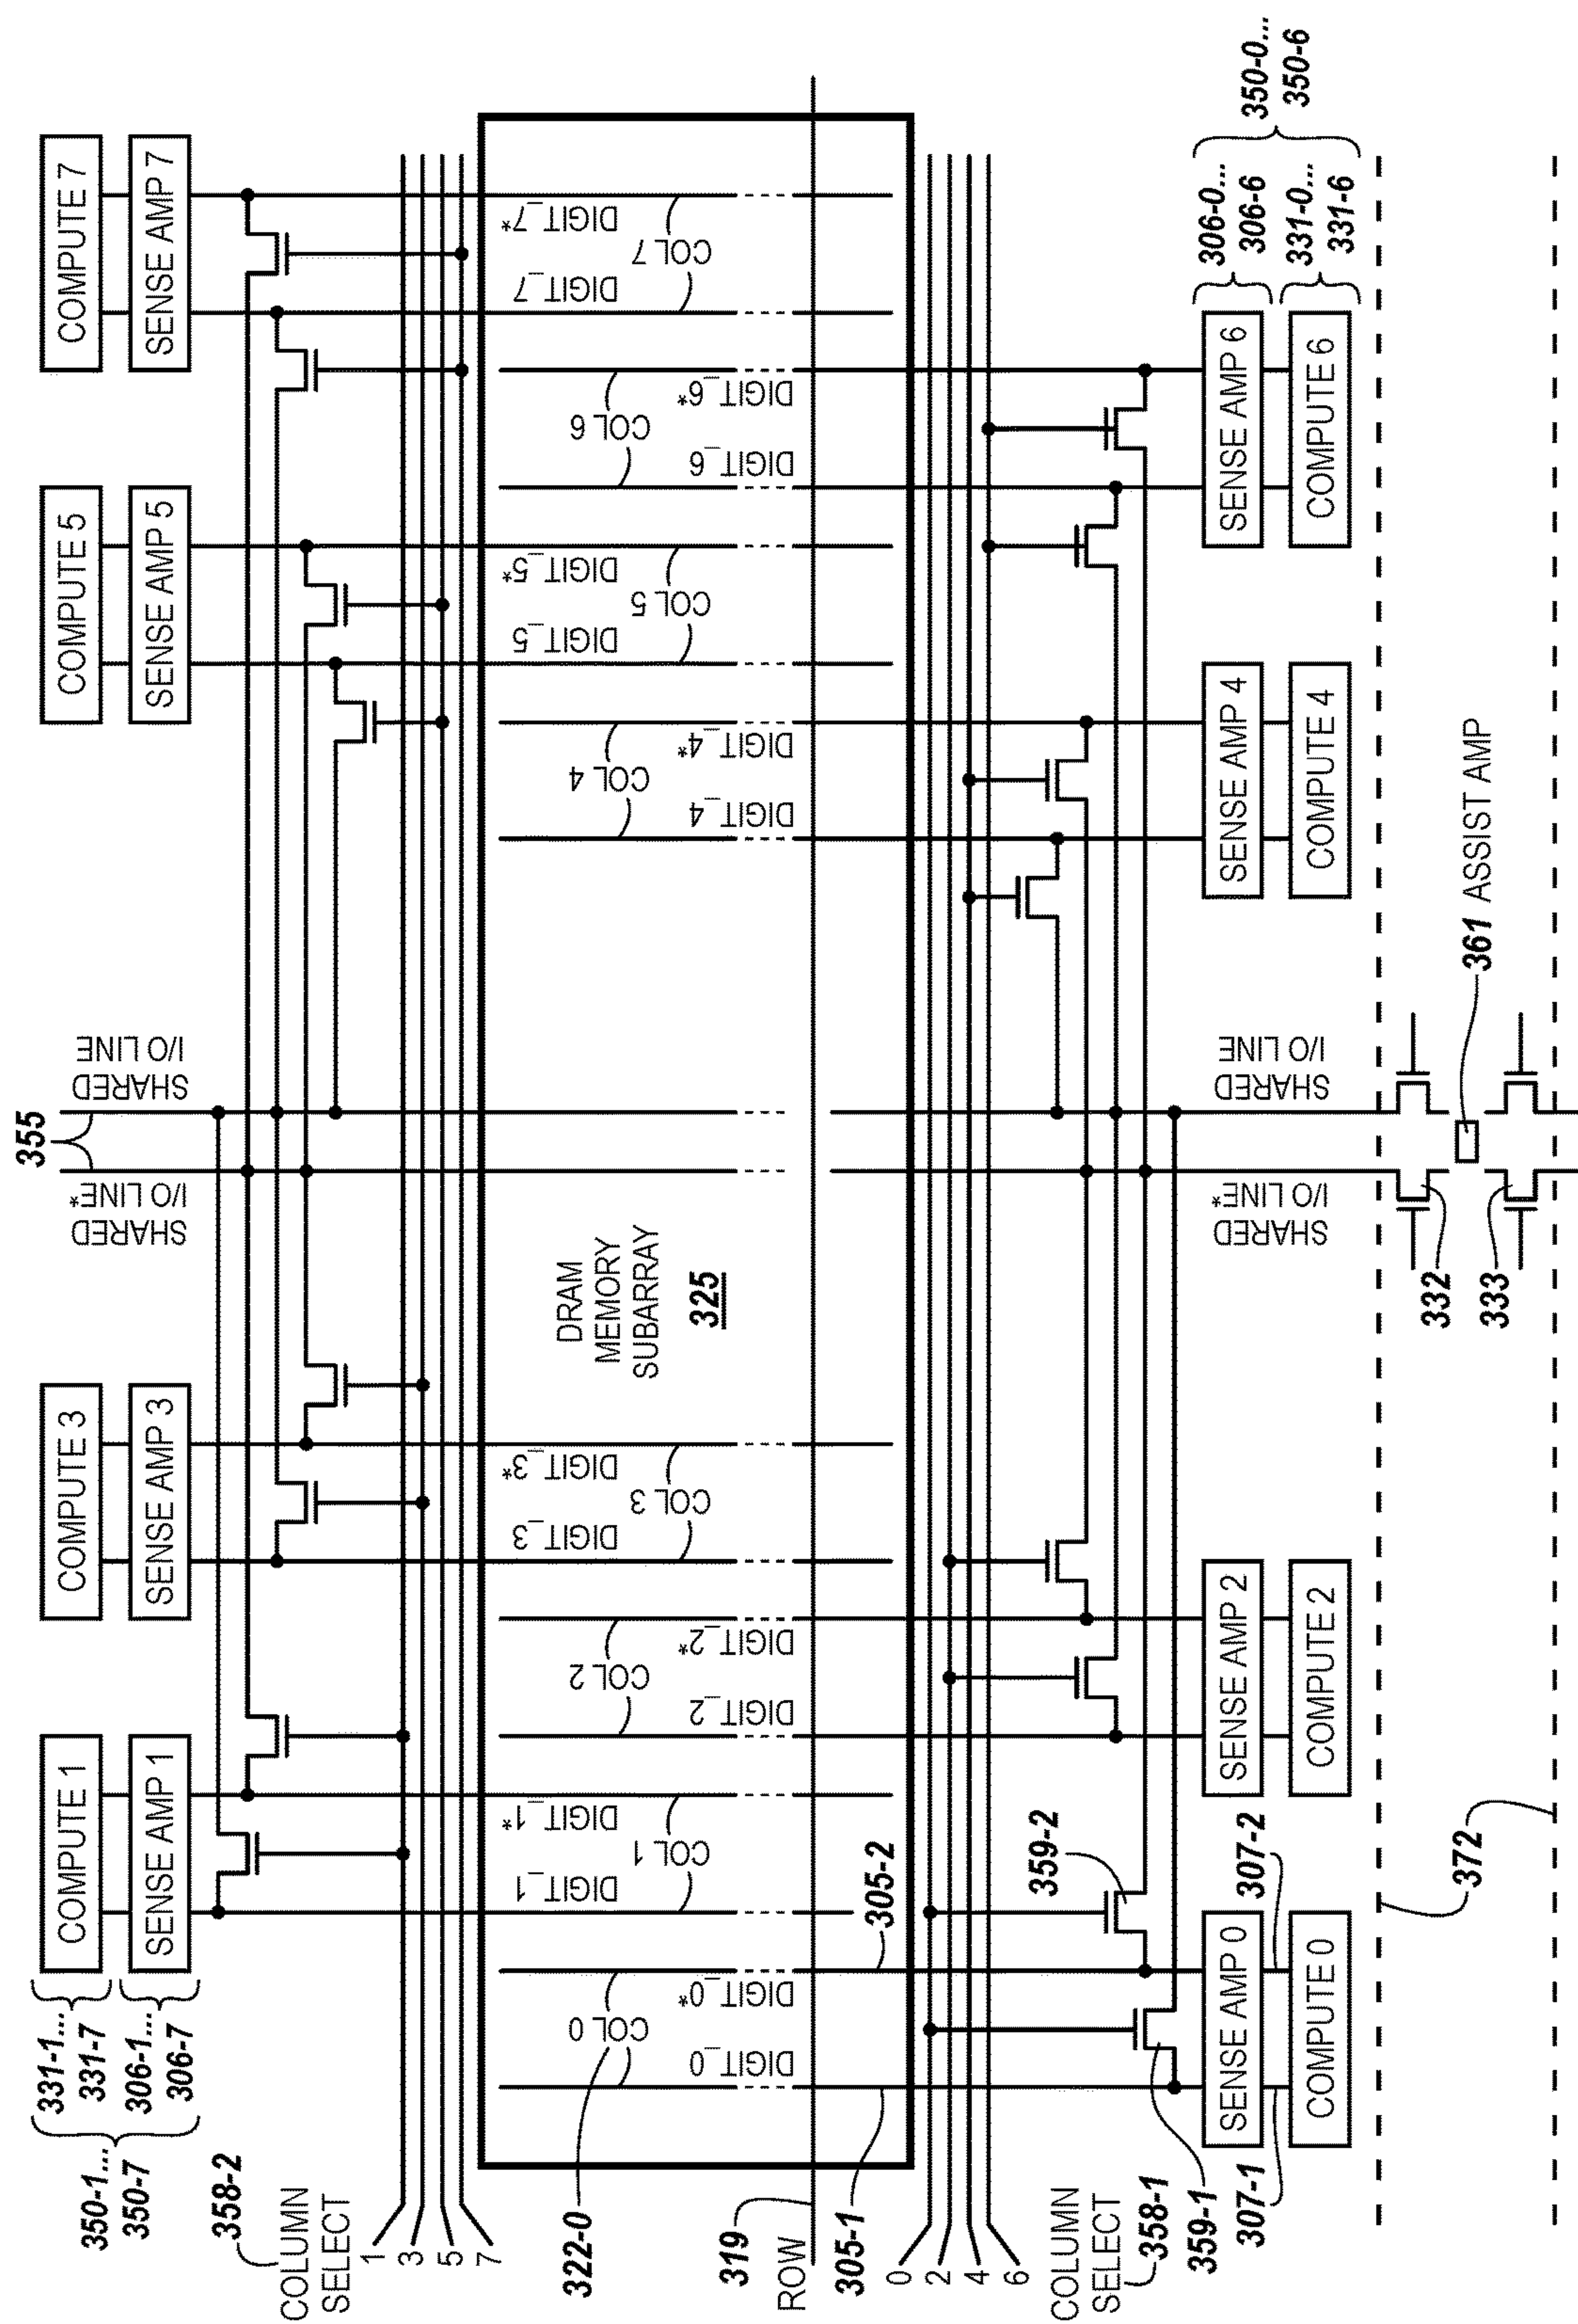 355
SHARED
I/O LINE*
SHARED
I/O LINE
331-1...
331-7
306-1...
306-7
350-1...
350-7
COMPUTE 1
SENSE AMP 1
COMPUTE 3
SENSE AMP 3
COMPUTE 5
SENSE AMP 5
COMPUTE 7
SENSE AMP 7
358-2
COLUMN
SELECT
1
3
5
7
322-0
COL 0
DIGIT_0
DIGIT_0*
COL 1
DIGIT_1
DIGIT_1*
COL 2
DIGIT_2
DIGIT_2*
COL 3
DIGIT_3
DIGIT_3*
DRAM
MEMORY
SUBARRAY
325
COL 4
DIGIT_4
DIGIT_4*
COL 5
DIGIT_5
DIGIT_5*
COL 6
DIGIT_6
DIGIT_6*
COL 7
DIGIT_7
DIGIT_7*
319
ROW
305-1
305-2
0
2
4
6
COLUMN
SELECT
358-1
359-1
359-2
307-1
307-2
SENSE AMP 0
COMPUTE 0
SENSE AMP 2
COMPUTE 2
SHARED
I/O LINE*
SHARED
I/O LINE
SENSE AMP 4
COMPUTE 4
SENSE AMP 6
COMPUTE 6
306-0...
306-6
331-0...
331-6
350-0...
350-6
372
332
333
361 ASSIST AMP